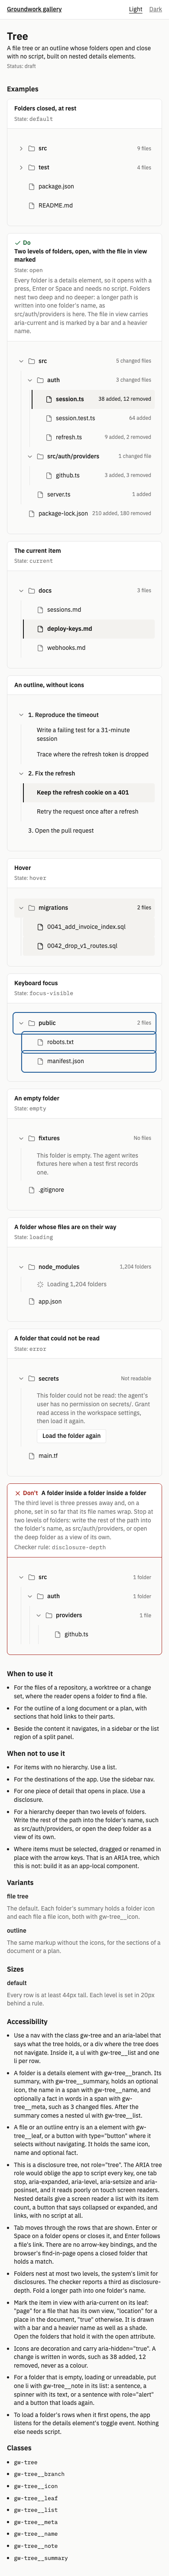 Groundwork gallery
Light
Dark
Tree
A file tree or an outline whose folders open and close
with no script, built on nested details elements.
Status: draft
Examples
Folders closed, at rest
State: default
src 9 files
test 4 files
package.json
README.md
Do
Two levels of folders, open, with the file in view
marked
State: open
Every folder is a details element, so it opens with a
press, Enter or Space and needs no script. Folders
nest two deep and no deeper: a longer path is
written into one folder's name, as
src/auth/providers is here. The file in view carries
aria-current and is marked by a bar and a heavier
name.
src 5 changed files
auth 3 changed files
session.ts 38 added, 12 removed
session.test.ts 64 added
refresh.ts 9 added, 2 removed
src/auth/providers 1 changed file
github.ts 3 added, 3 removed
server.ts 1 added
package-lock.json 210 added, 180 removed
The current item
State: current
docs 3 files
sessions.md
deploy-keys.md
webhooks.md
An outline, without icons
1. Reproduce the timeout
Write a failing test for a 31-minute
session
Trace where the refresh token is dropped
2. Fix the refresh
Keep the refresh cookie on a 401
Retry the request once after a refresh
3. Open the pull request
Hover
State: hover
migrations 2 files
0041_add_invoice_index.sql
0042_drop_v1_routes.sql
Keyboard focus
State: focus-visible
public 2 files
robots.txt
manifest.json
An empty folder
State: empty
fixtures No files
This folder is empty. The agent writes
fixtures here when a test first records
one.
.gitignore
A folder whose files are on their way
State: loading
node_modules 1,204 folders
Loading 1,204 folders
app.json
A folder that could not be read
State: error
secrets Not readable
This folder could not be read: the agent's
user has no permission on secrets/. Grant
read access in the workspace settings,
then load it again.
Load the folder again
main.tf
Don't A folder inside a folder inside a folder
The third level is three presses away and, on a
phone, set in so far that its file names wrap. Stop at
two levels of folders: write the rest of the path into
the folder's name, as src/auth/providers, or open
the deep folder as a view of its own.
Checker rule: disclosure-depth
src 1 folder
auth 1 folder
providers 1 file
github.ts
When to use it
For the files of a repository, a worktree or a change
set, where the reader opens a folder to find a file.
For the outline of a long document or a plan, with
sections that hold links to their parts.
Beside the content it navigates, in a sidebar or the list
region of a split panel.
When not to use it
For items with no hierarchy. Use a list.
For the destinations of the app. Use the sidebar nav.
For one piece of detail that opens in place. Use a
disclosure.
For a hierarchy deeper than two levels of folders.
Write the rest of the path into the folder's name, such
as src/auth/providers, or open the deep folder as a
view of its own.
Where items must be selected, dragged or renamed in
place with the arrow keys. That is an ARIA tree, which
this is not: build it as an app-local component.
Variants
file tree
The default. Each folder's summary holds a folder icon
and each file a file icon, both with gw-tree__icon.
outline
The same markup without the icons, for the sections of a
document or a plan.
Sizes
default
Every row is at least 44px tall. Each level is set in 20px
behind a rule.
Accessibility
Use a nav with the class gw-tree and an aria-label that
says what the tree holds, or a div where the tree does
not navigate. Inside it, a ul with gw-tree__list and one
li per row.
A folder is a details element with gw-tree__branch. Its
summary, with gw-tree__summary, holds an optional
icon, the name in a span with gw-tree__name, and
optionally a fact in words in a span with gw-
tree__meta, such as 3 changed files. After the
summary comes a nested ul with gw-tree__list.
A file or an outline entry is an a element with gw-
tree__leaf, or a button with type="button" where it
selects without navigating. It holds the same icon,
name and optional fact.
This is a disclosure tree, not role="tree". The ARIA tree
role would oblige the app to script every key, one tab
stop, aria-expanded, aria-level, aria-setsize and aria-
posinset, and it reads poorly on touch screen readers.
Nested details give a screen reader a list with its item
count, a button that says collapsed or expanded, and
links, with no script at all.
Tab moves through the rows that are shown. Enter or
Space on a folder opens or closes it, and Enter follows
a file's link. There are no arrow-key bindings, and the
browser's find-in-page opens a closed folder that
holds a match.
Folders nest at most two levels, the system's limit for
disclosures. The checker reports a third as disclosure-
depth. Fold a longer path into one folder's name.
Mark the item in view with aria-current on its leaf:
"page" for a file that has its own view, "location" for a
place in the document, "true" otherwise. It is drawn
with a bar and a heavier name as well as a shade.
Open the folders that hold it with the open attribute.
Icons are decoration and carry aria-hidden="true". A
change is written in words, such as 38 added, 12
removed, never as a colour.
For a folder that is empty, loading or unreadable, put
one li with gw-tree__note in its list: a sentence, a
spinner with its text, or a sentence with role="alert"
and a button that loads again.
To load a folder's rows when it first opens, the app
listens for the details element's toggle event. Nothing
else needs script.
Classes
gw-tree
gw-tree__branch
gw-tree__icon
gw-tree__leaf
gw-tree__list
gw-tree__meta
gw-tree__name
gw-tree__note
gw-tree__summary